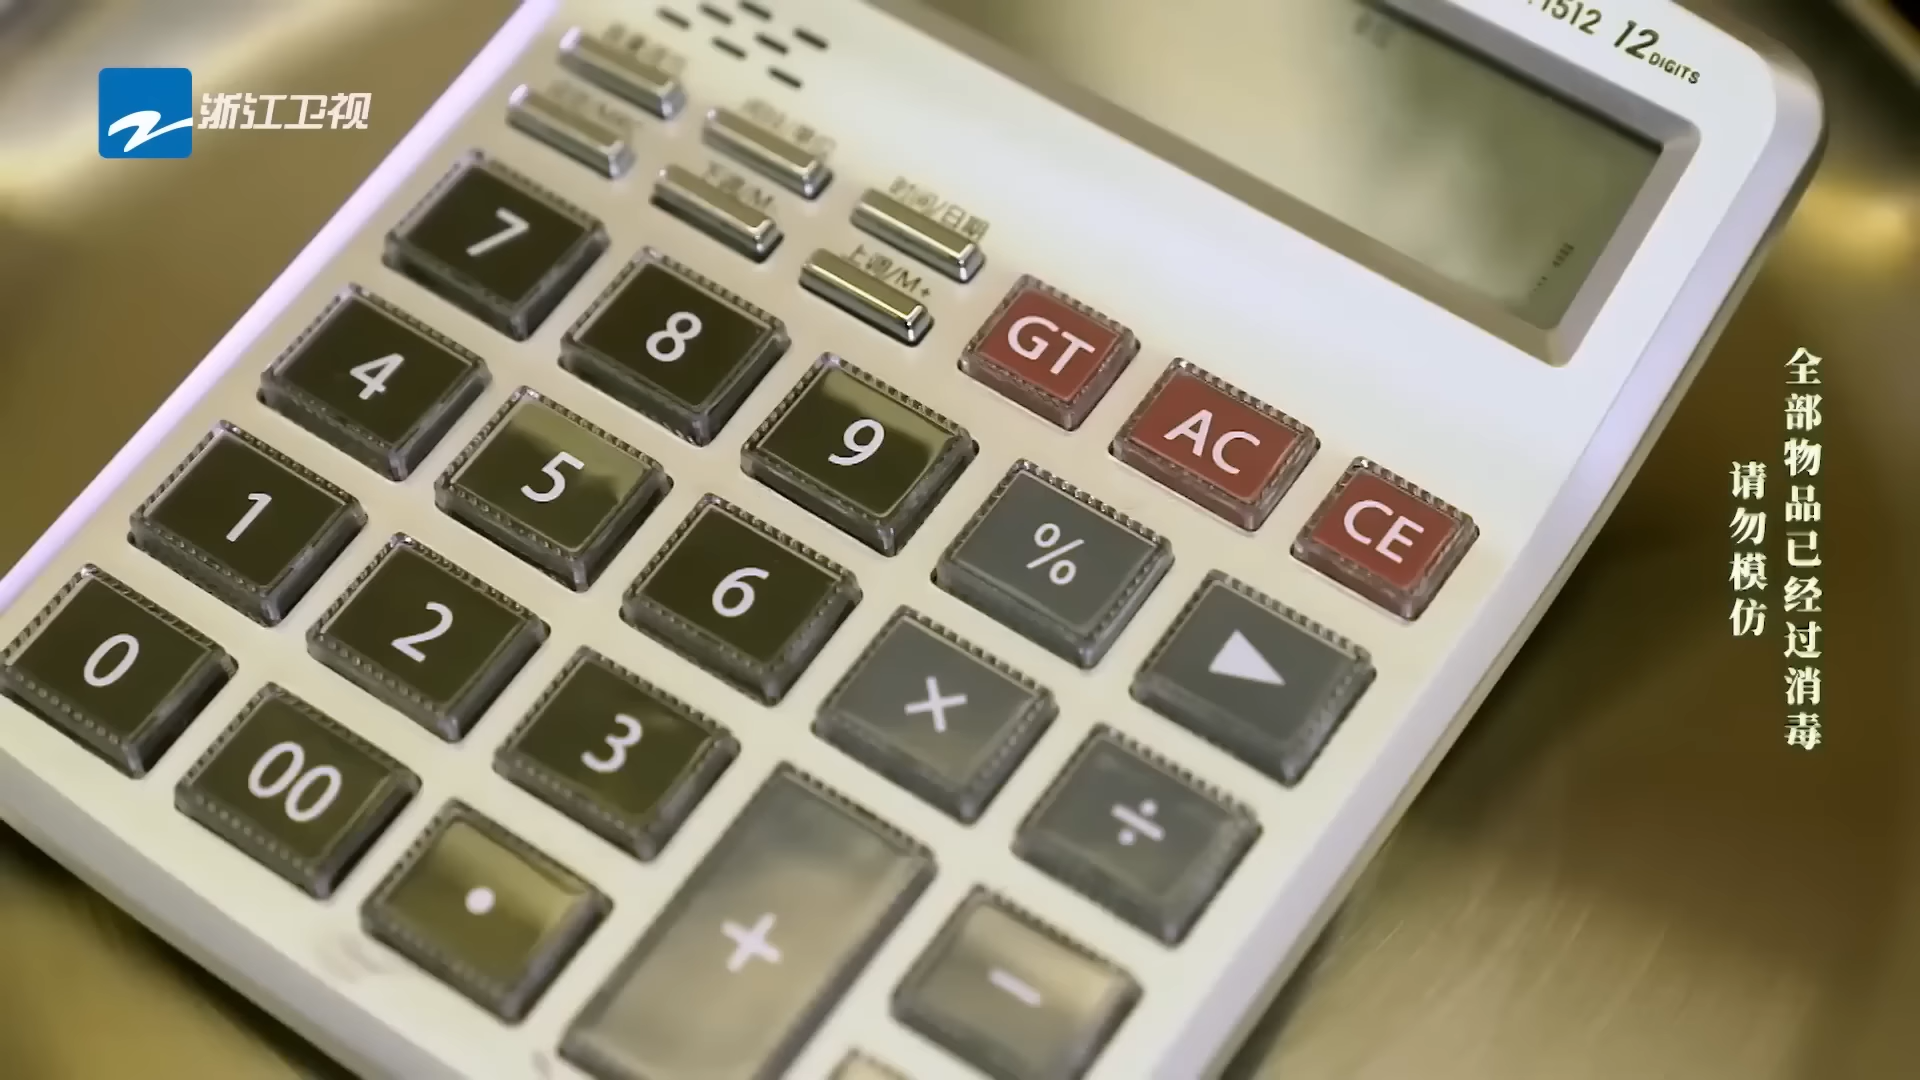 浙江卫视
1512 12 DIGITS
时间/日期
上调/M+
GT AC CE
7 8 9 % ▶
4 5 6 × ÷
1 2 3 + −
0 00 ·
全部物品已经过消毒
请勿模仿